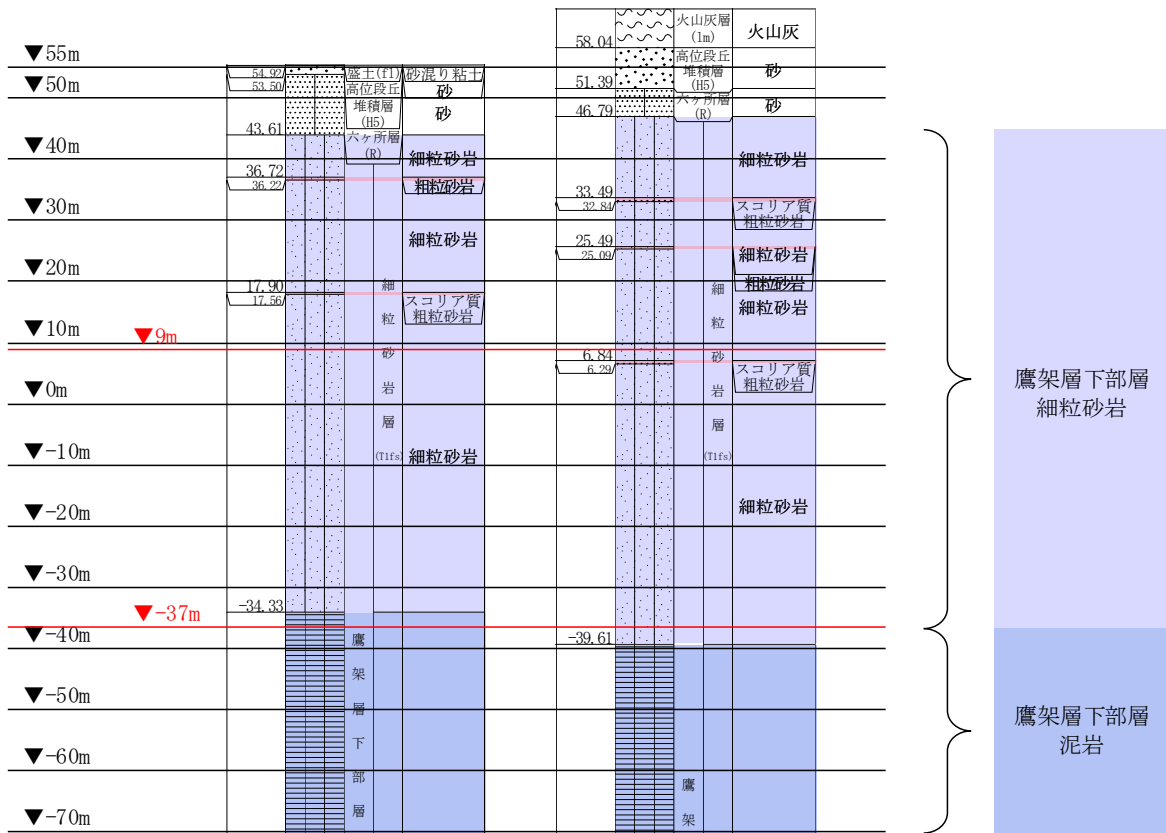 ▼55m
▼50m
▼40m
▼30m
▼20m
▼10m
▼9m
▼0m
▼-10m
▼-20m
▼-30m
▼-37m
▼-40m
▼-50m
▼-60m
▼-70m
54.92
53.50
43.61
36.72
36.22
17.90
17.56
-34.33
盛土(fl)
高位段丘
堆積層
(H5)
六ヶ所層
(R)
細粒砂岩層
(T1fs)
鷹架層下部層
砂混り粘土
砂
砂
細粒砂岩
粗粒砂岩
細粒砂岩
スコリア質
粗粒砂岩
細粒砂岩
58.04
51.39
46.79
33.49
32.84
25.49
25.09
6.84
6.29
-39.61
火山灰層
(lm)
高位段丘
堆積層
(H5)
六ヶ所層
(R)
細粒砂岩層
(T1fs)
鷹架
火山灰
砂
砂
細粒砂岩
スコリア質
粗粒砂岩
細粒砂岩
粗粒砂岩
細粒砂岩
スコリア質
粗粒砂岩
細粒砂岩
鷹架層下部層
細粒砂岩
鷹架層下部層
泥岩